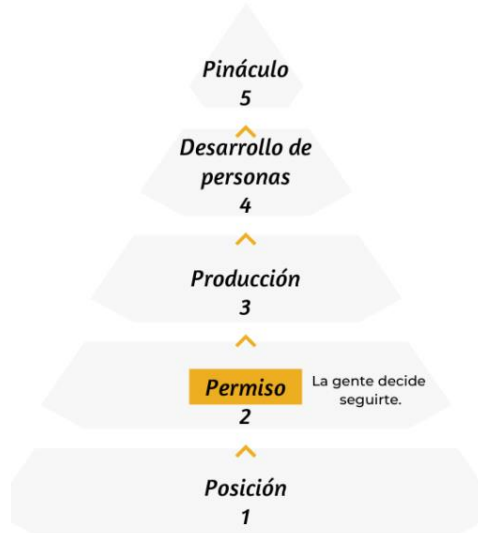 Pináculo
5
Desarrollo de
personas
4
Producción
3
Permiso
La gente decide
seguirte.
2
Posición
1